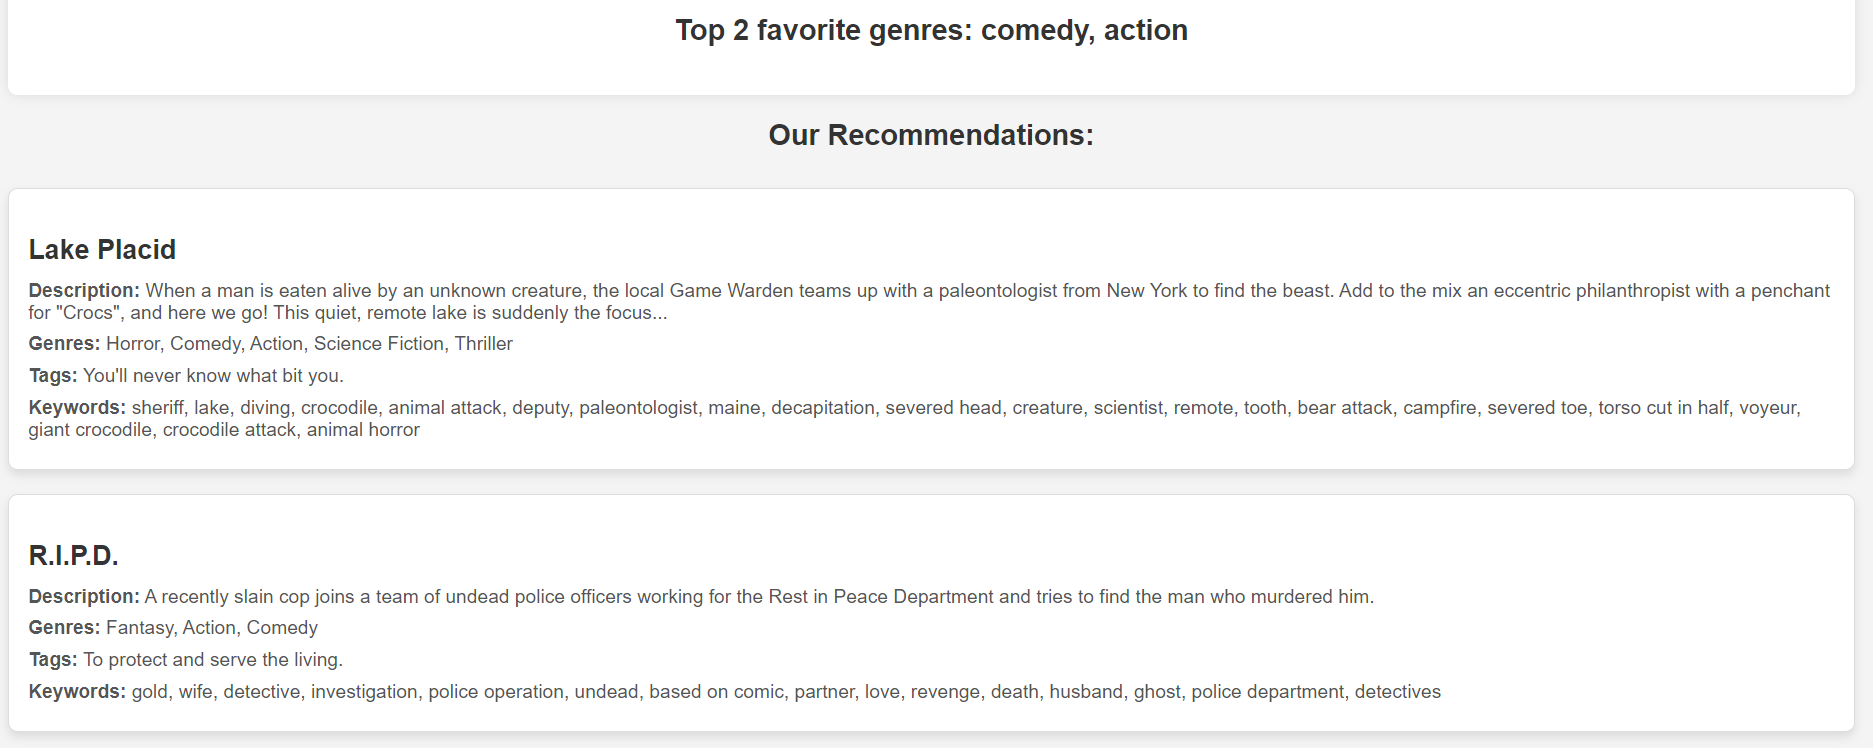 Top 2 favorite genres: comedy, action
Our Recommendations:
Lake Placid
Description: When a man is eaten alive by an unknown creature, the local Game Warden teams up with a paleontologist from New York to find the beast. Add to the mix an eccentric philanthropist with a penchant
for "Crocs", and here we go! This quiet, remote lake is suddenly the focus...
Genres: Horror, Comedy, Action, Science Fiction, Thriller
Tags: You'll never know what bit you.
Keywords: sheriff, lake, diving, crocodile, animal attack, deputy, paleontologist, maine, decapitation, severed head, creature, scientist, remote, tooth, bear attack, campfire, severed toe, torso cut in half, voyeur,
giant crocodile, crocodile attack, animal horror
R.I.P.D.
Description: A recently slain cop joins a team of undead police officers working for the Rest in Peace Department and tries to find the man who murdered him.
Genres: Fantasy, Action, Comedy
Tags: To protect and serve the living.
Keywords: gold, wife, detective, investigation, police operation, undead, based on comic, partner, love, revenge, death, husband, ghost, police department, detectives